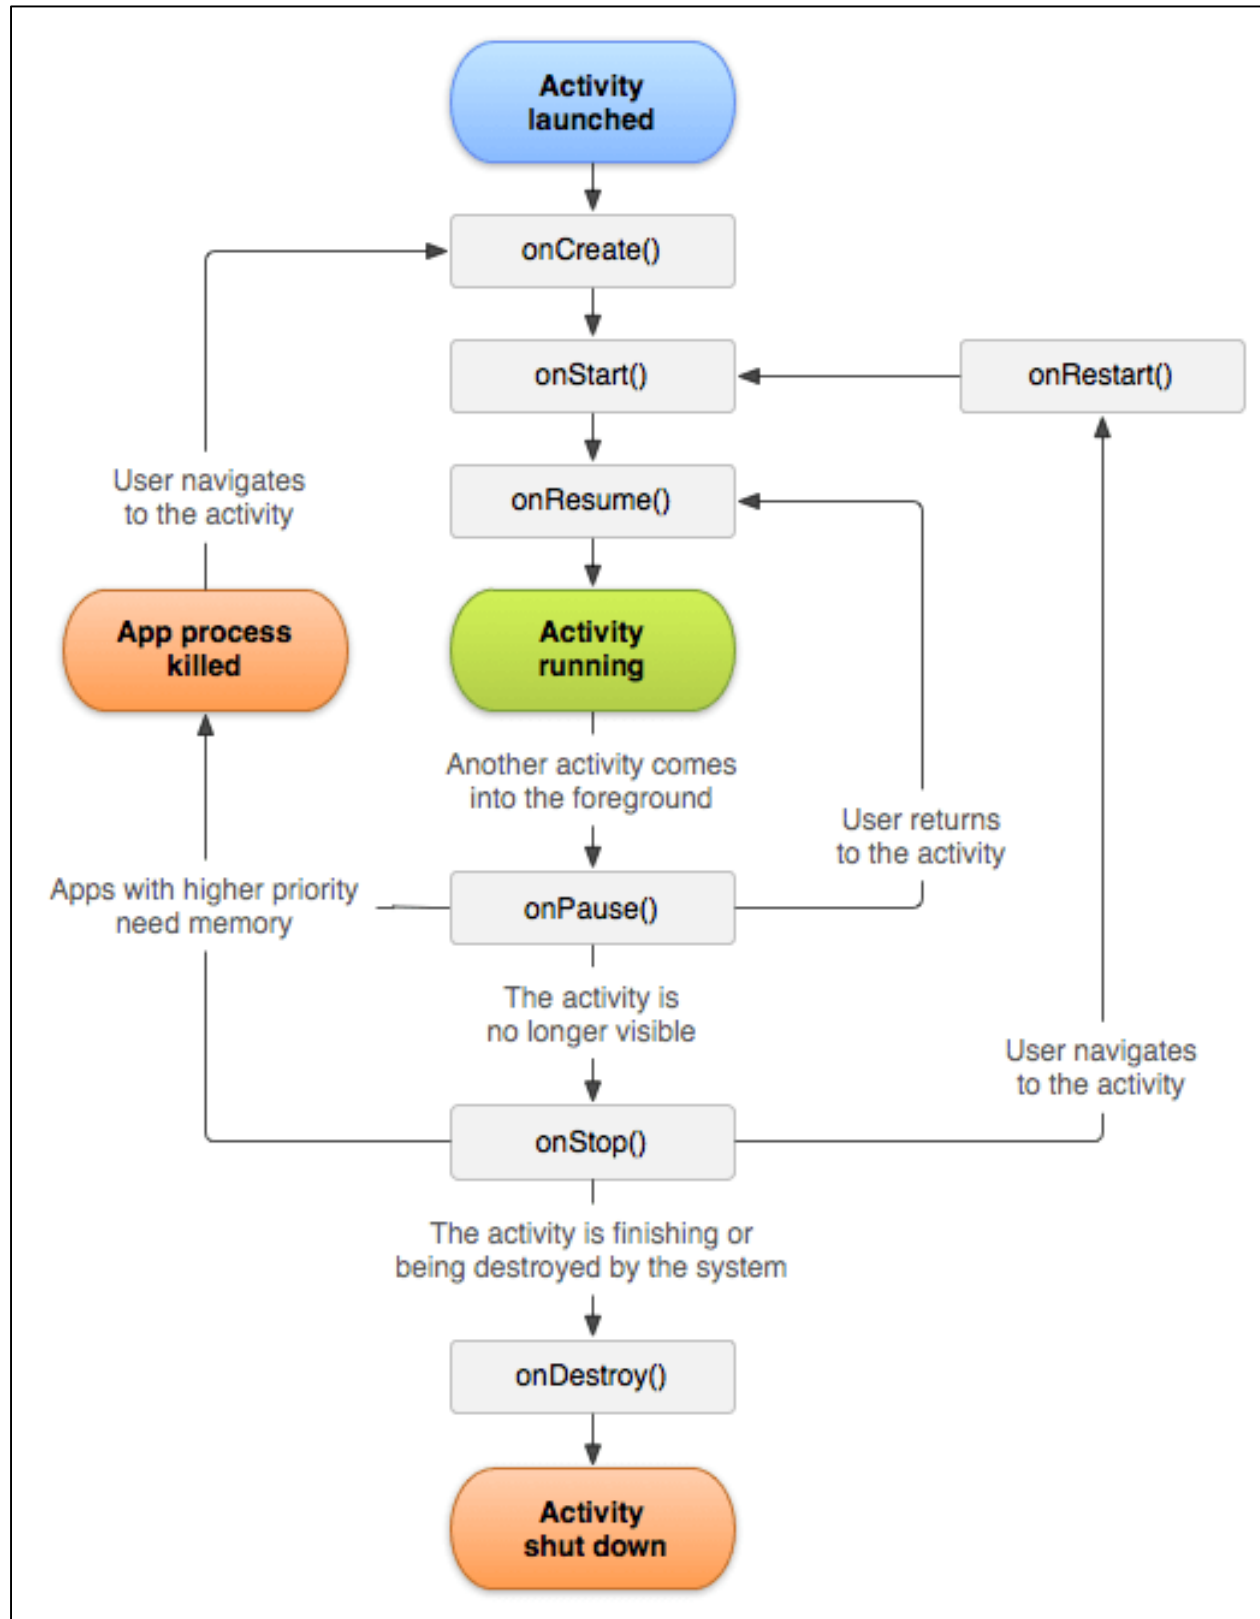 Activity
launched
onCreate()
onStart()
onRestart()
User navigates
to the activity
onResume()
App process
killed
Activity
running
Another activity comes
into the foreground
User returns
to the activity
Apps with higher priority
need memory
onPause()
The activity is
no longer visible
User navigates
to the activity
onStop()
The activity is finishing or
being destroyed by the system
onDestroy()
Activity
shut down